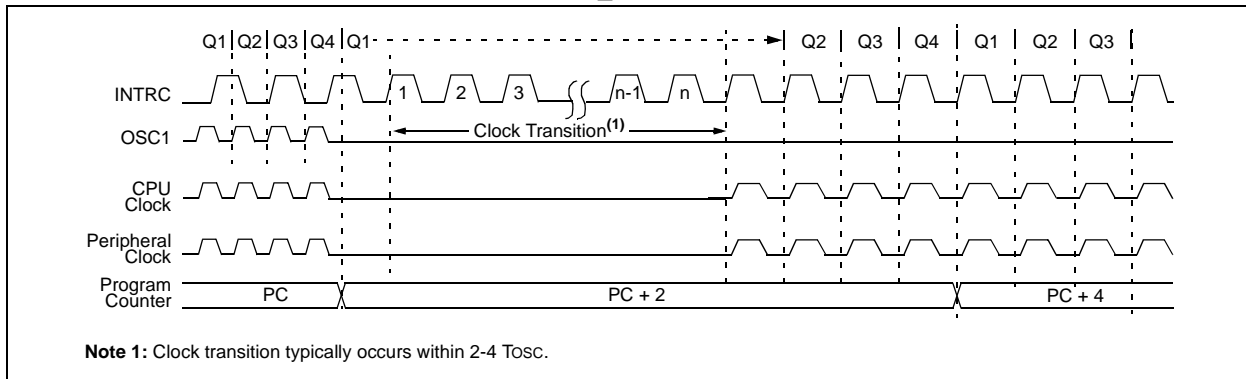 Q1 Q2 Q3 Q4 Q1 Q2 Q3 Q4 Q1 Q2 Q3
INTRC 1 2 3 n-1 n
OSC1 Clock Transition(1)
CPU
Clock
Peripheral
Clock
Program
Counter
PC PC + 2 PC + 4
Note 1: Clock transition typically occurs within 2-4 TOSC.